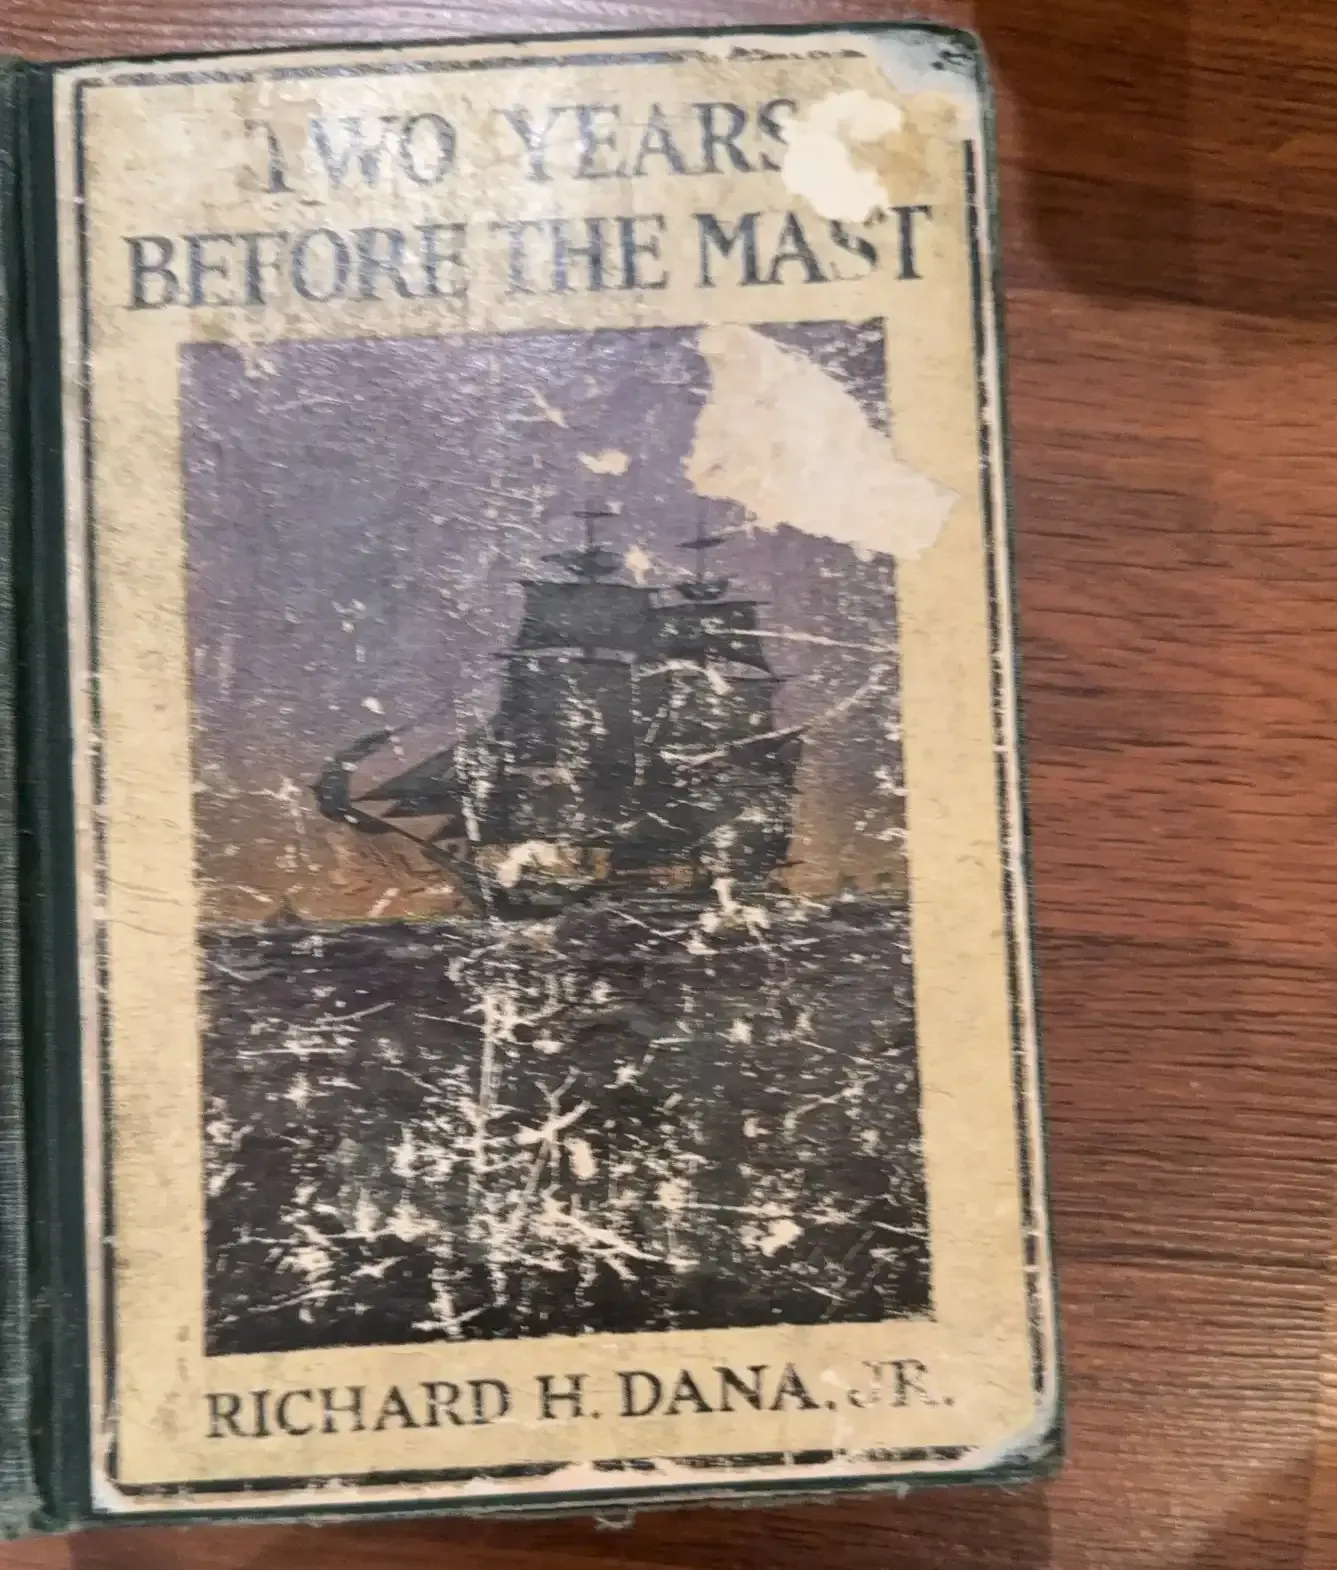 TWO YEARS
BEFORE THE MAST
RICHARD H. DANA, JR.